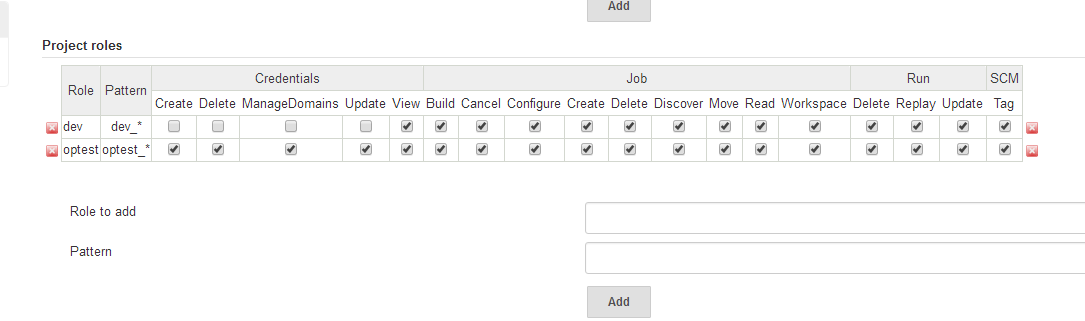 Add
Project roles
Role Pattern Credentials Job Run SCM
Create Delete ManageDomains Update View Build Cancel Configure Create Delete Discover Move Read Workspace Delete Replay Update Tag
dev dev_*
optest optest_*
Role to add
Pattern
Add